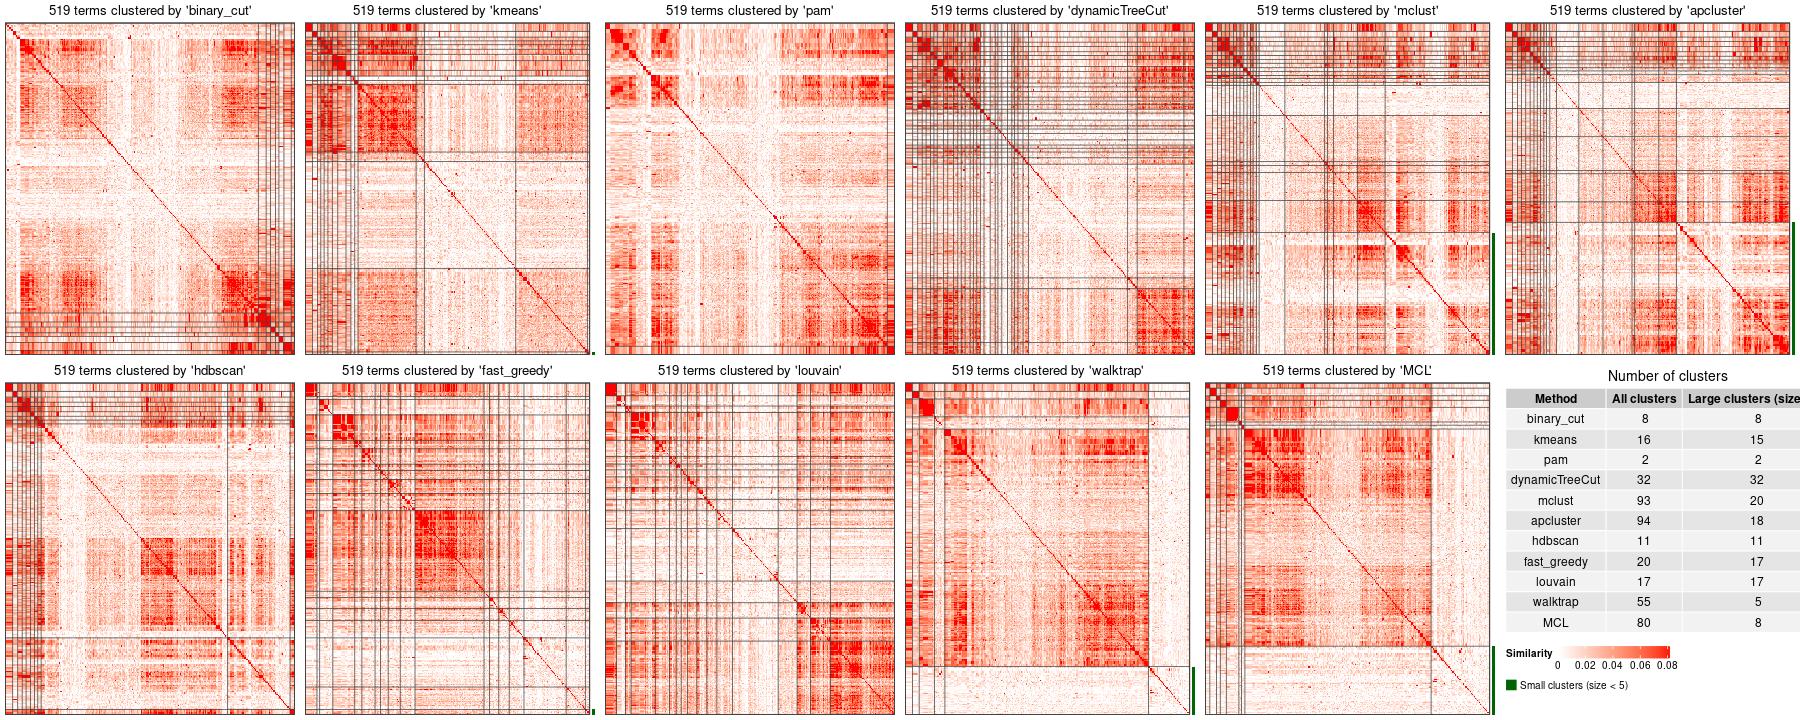 519 terms clustered by 'binary_cut'
519 terms clustered by 'kmeans'
519 terms clustered by 'pam'
519 terms clustered by 'dynamicTreeCut'
519 terms clustered by 'mclust'
519 terms clustered by 'apcluster'
519 terms clustered by 'hdbscan'
519 terms clustered by 'fast_greedy'
519 terms clustered by 'louvain'
519 terms clustered by 'walktrap'
519 terms clustered by 'MCL'
Number of clusters
Method All clusters Large clusters (size
binary_cut 8 8
kmeans 16 15
pam 2 2
dynamicTreeCut 32 32
mclust 93 20
apcluster 94 18
hdbscan 11 11
fast_greedy 20 17
louvain 17 17
walktrap 55 5
MCL 80 8
Similarity
0 0.02 0.04 0.06 0.08
Small clusters (size < 5)